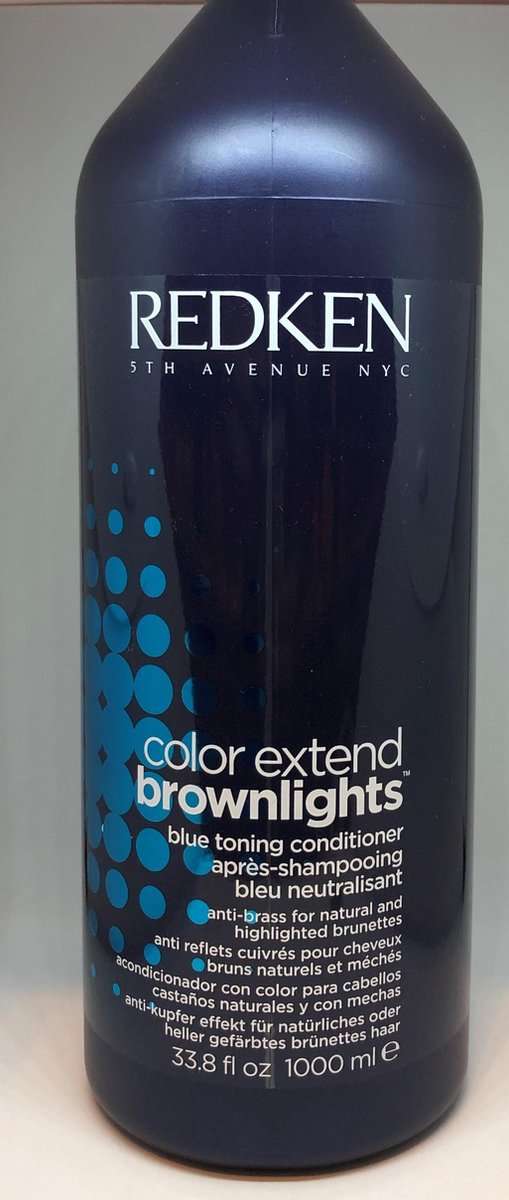 REDKEN
5TH AVENUE NYC
color extend
brownlights™
blue toning conditioner
après-shampooing
bleu neutralisant
anti-brass for natural and
highlighted brunettes
anti reflets cuivrés pour cheveux
bruns naturels et méchés
acondicionador con color para cabellos
castaños naturales y con mechas
anti-kupfer effekt für natürliches oder
heller gefärbtes brünettes haar
33.8 fl oz 1000 ml ℮